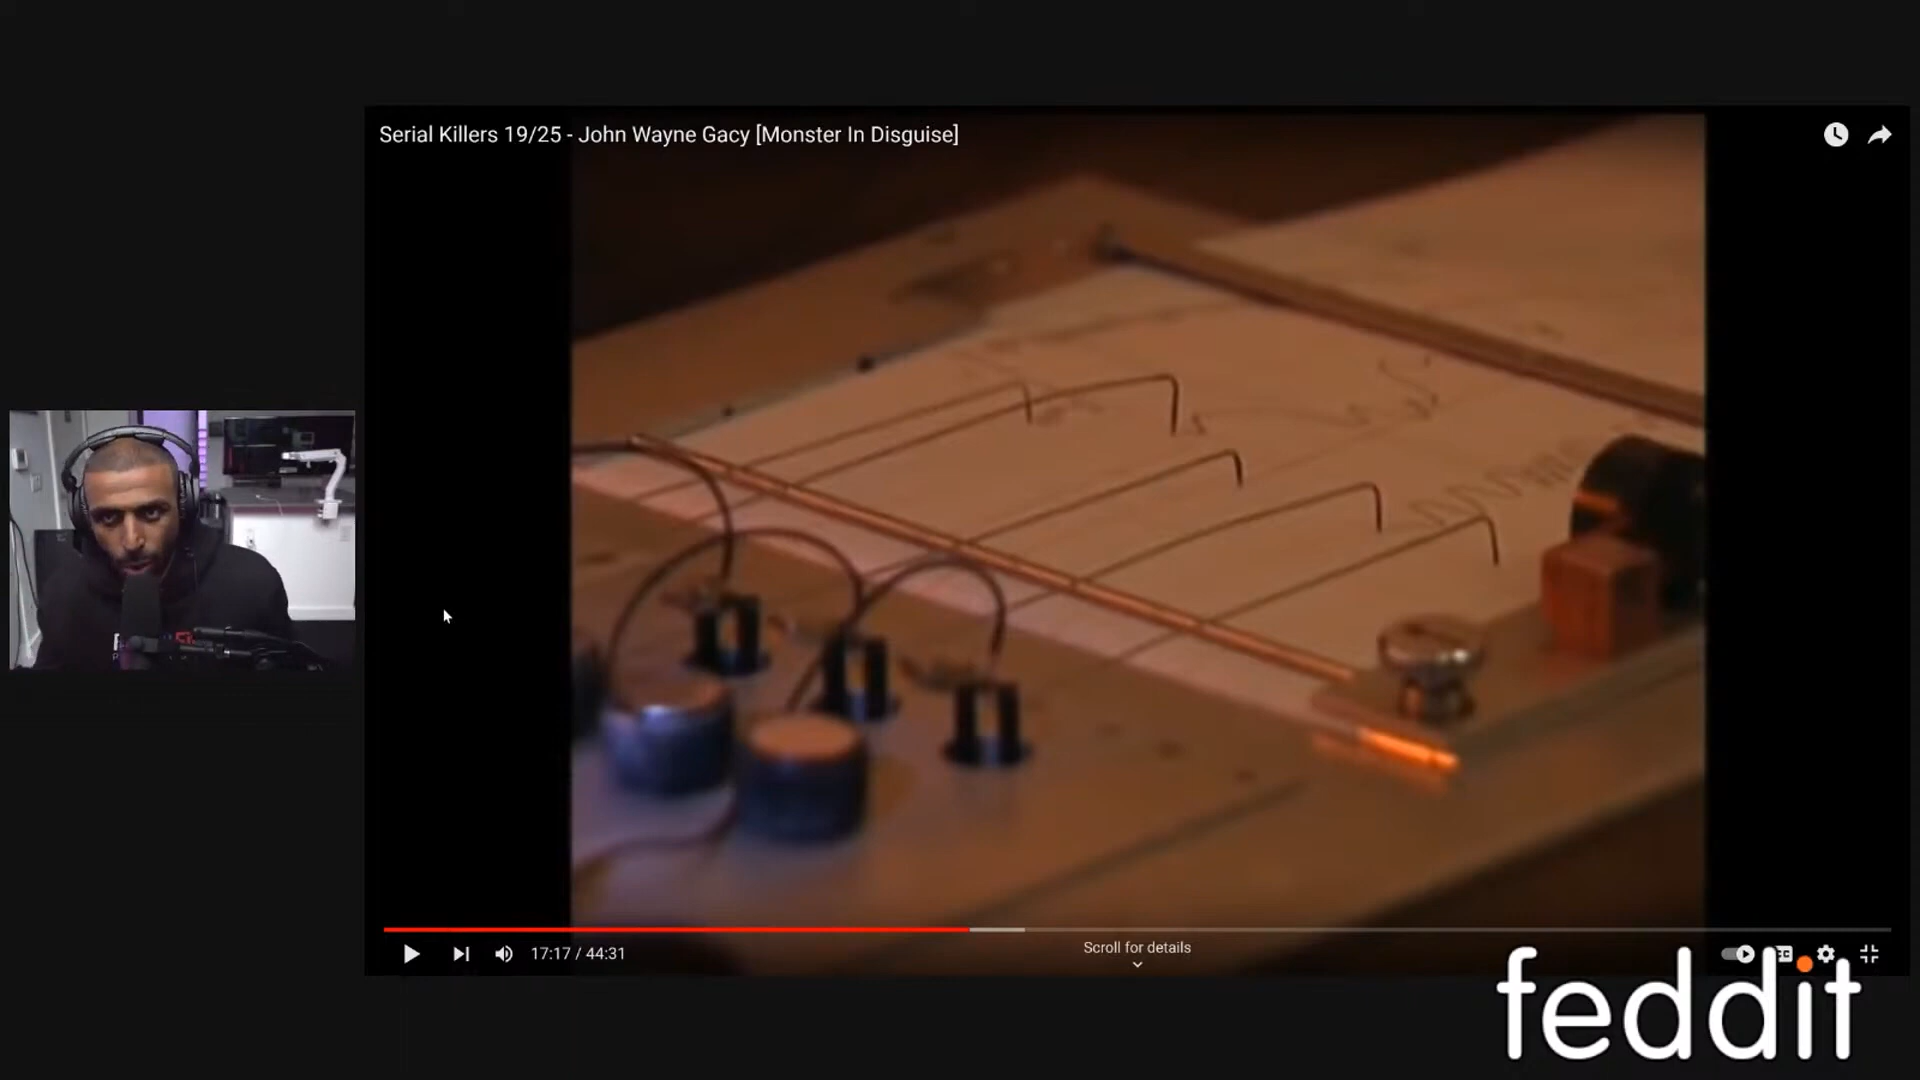 Serial Killers 19/25 - John Wayne Gacy [Monster In Disguise]
17:17 / 44:31
Scroll for details
feddit